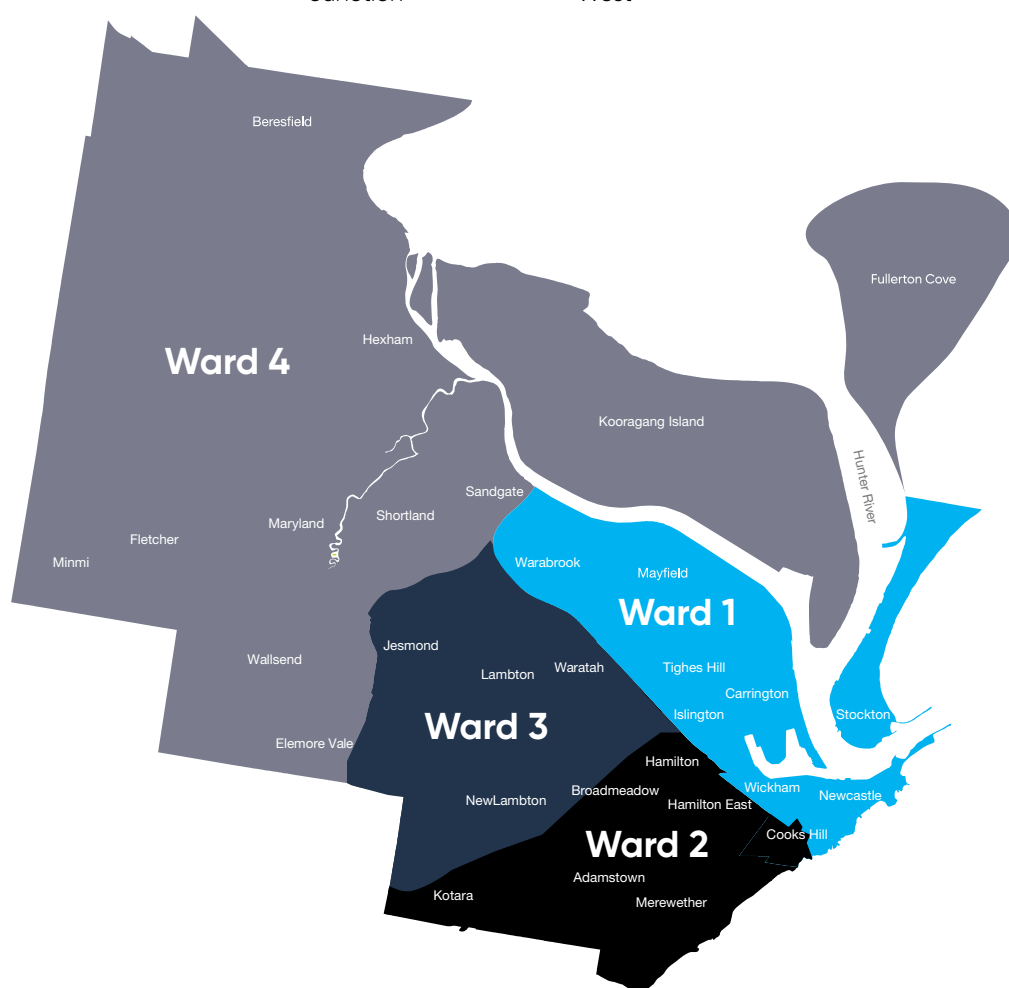 Beresfield
Fullerton Cove
Hexham
Ward 4
Kooragang Island
Hunter River
Sandgate
Shortland
Maryland
Fletcher
Minmi
Warabrook
Mayfield
Ward 1
Jesmond
Wallsend
Lambton
Waratah
Tighes Hill
Carrington
Islington
Stockton
Ward 3
Elemore Vale
Hamilton
Broadmeadow
Wickham
Newcastle
NewLambton
Hamilton East
Cooks Hill
Ward 2
Adamstown
Kotara
Merewether